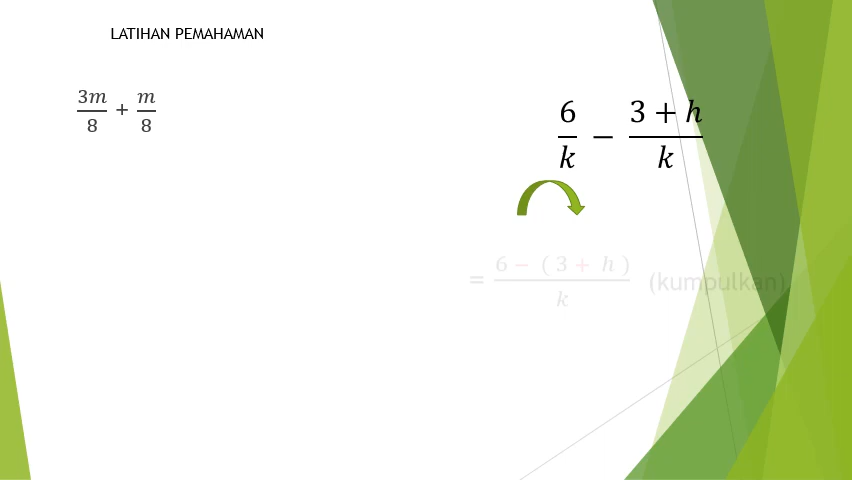 LATIHAN PEMAHAMAN
3m/8 + m/8
6/k − 3 + h/k
= 6 − ( 3 + h )/k (kumpulkan)